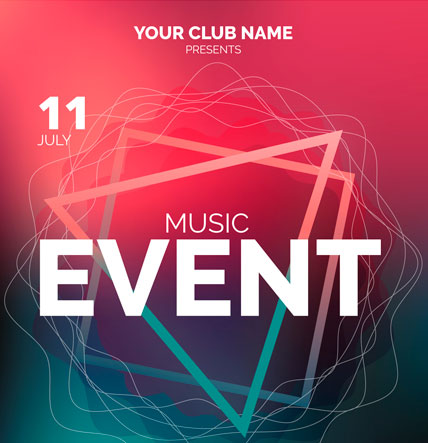 YOUR CLUB NAME
PRESENTS
11
JULY
MUSIC
EVENT